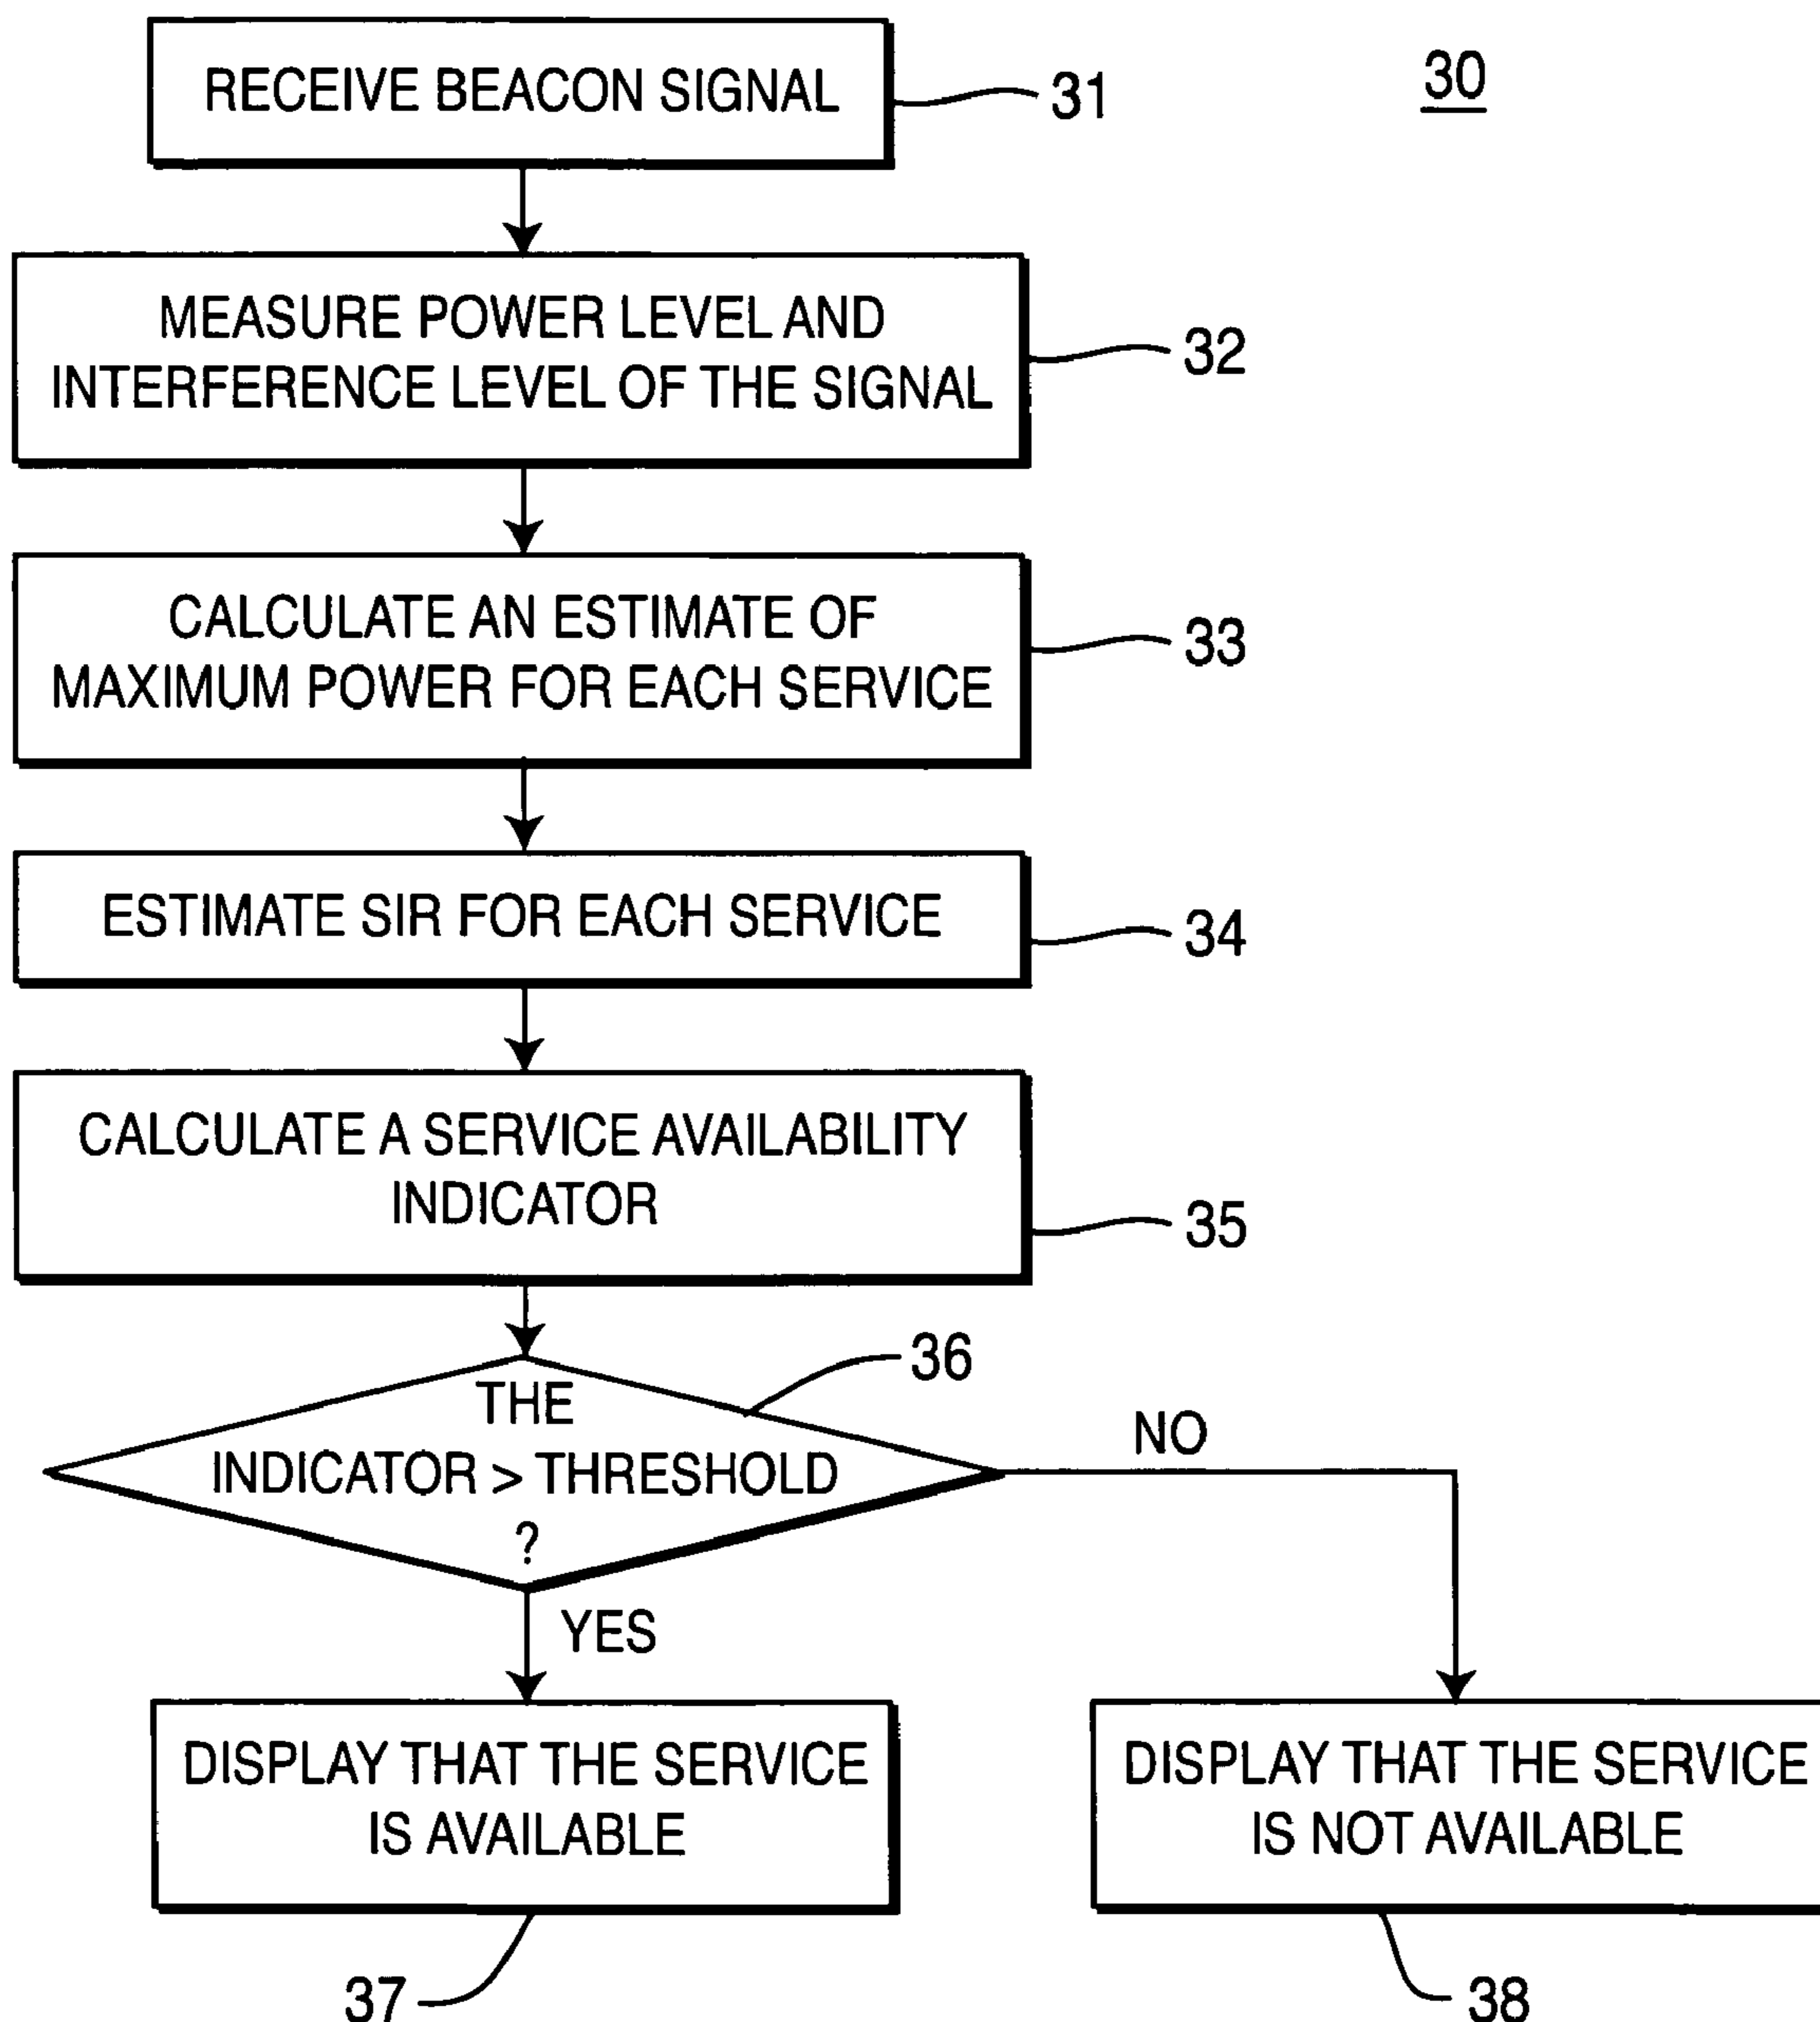 30
RECEIVE BEACON SIGNAL
31
MEASURE POWER LEVEL AND
INTERFERENCE LEVEL OF THE SIGNAL
32
CALCULATE AN ESTIMATE OF
MAXIMUM POWER FOR EACH SERVICE
33
ESTIMATE SIR FOR EACH SERVICE
34
CALCULATE A SERVICE AVAILABILITY
INDICATOR
35
36
THE
INDICATOR > THRESHOLD
?
NO
YES
DISPLAY THAT THE SERVICE
IS AVAILABLE
DISPLAY THAT THE SERVICE
IS NOT AVAILABLE
37
38